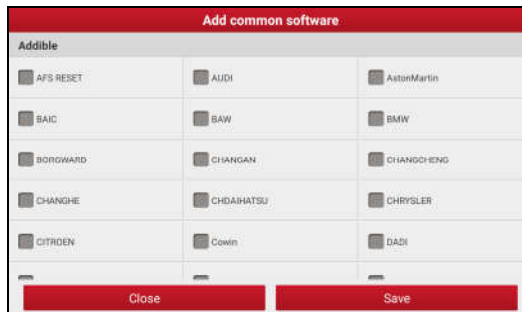 Add common software
Addible
AFS RESET AUDI AstonMartin
BAIC BAW BMW
BORGWARD CHANGAN CHANGCHENG
CHANGHE CHDAIHATSU CHRYSLER
CITROEN Cowin DADI
Close Save